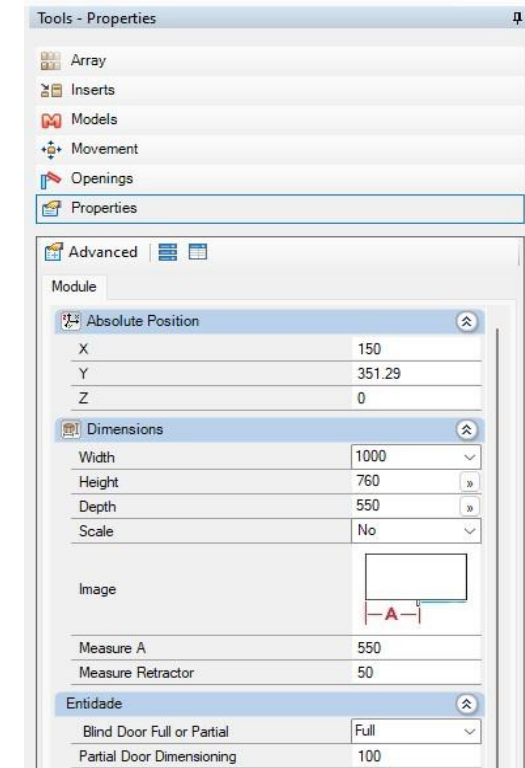 Tools - Properties
Array
Inserts
Models
Movement
Openings
Properties
Advanced
Module
Absolute Position
X 150
Y 351.29
Z 0
Dimensions
Width 1000
Height 760 »
Depth 550 »
Scale No
Image
A
Measure A 550
Measure Retractor 50
Entidade
Blind Door Full or Partial Full
Partial Door Dimensioning 100